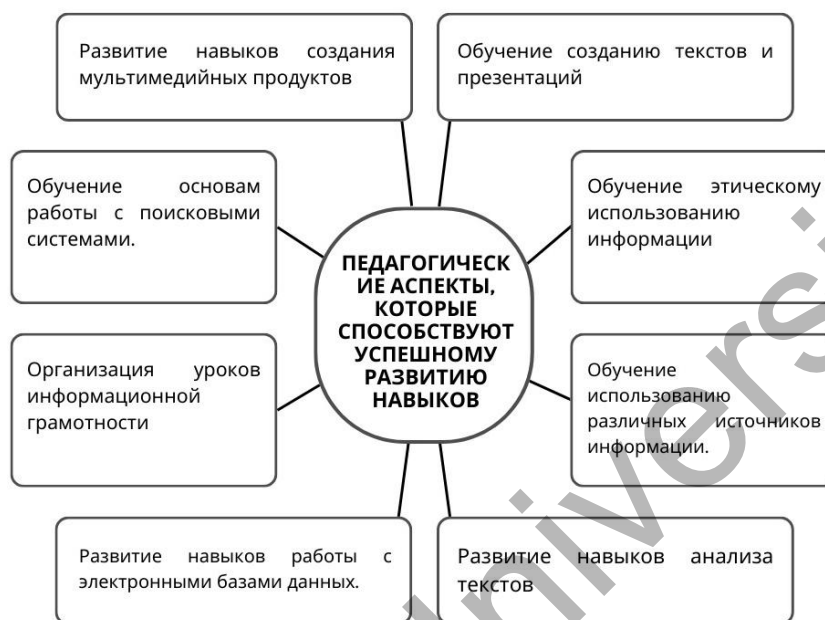 Развитие навыков создания
мультимедийных продуктов
Обучение созданию текстов и
презентаций
Обучение основам
работы с поисковыми
системами.
Обучение этическому
использованию
информации
ПЕДАГОГИЧЕСК
ИЕ АСПЕКТЫ,
КОТОРЫЕ
СПОСОБСТВУЮТ
УСПЕШНОМУ
РАЗВИТИЮ
НАВЫКОВ
Организация уроков
информационной
грамотности
Обучение
использованию
различных источников
информации.
Развитие навыков работы с
электронными базами данных.
Развитие навыков анализа
текстов